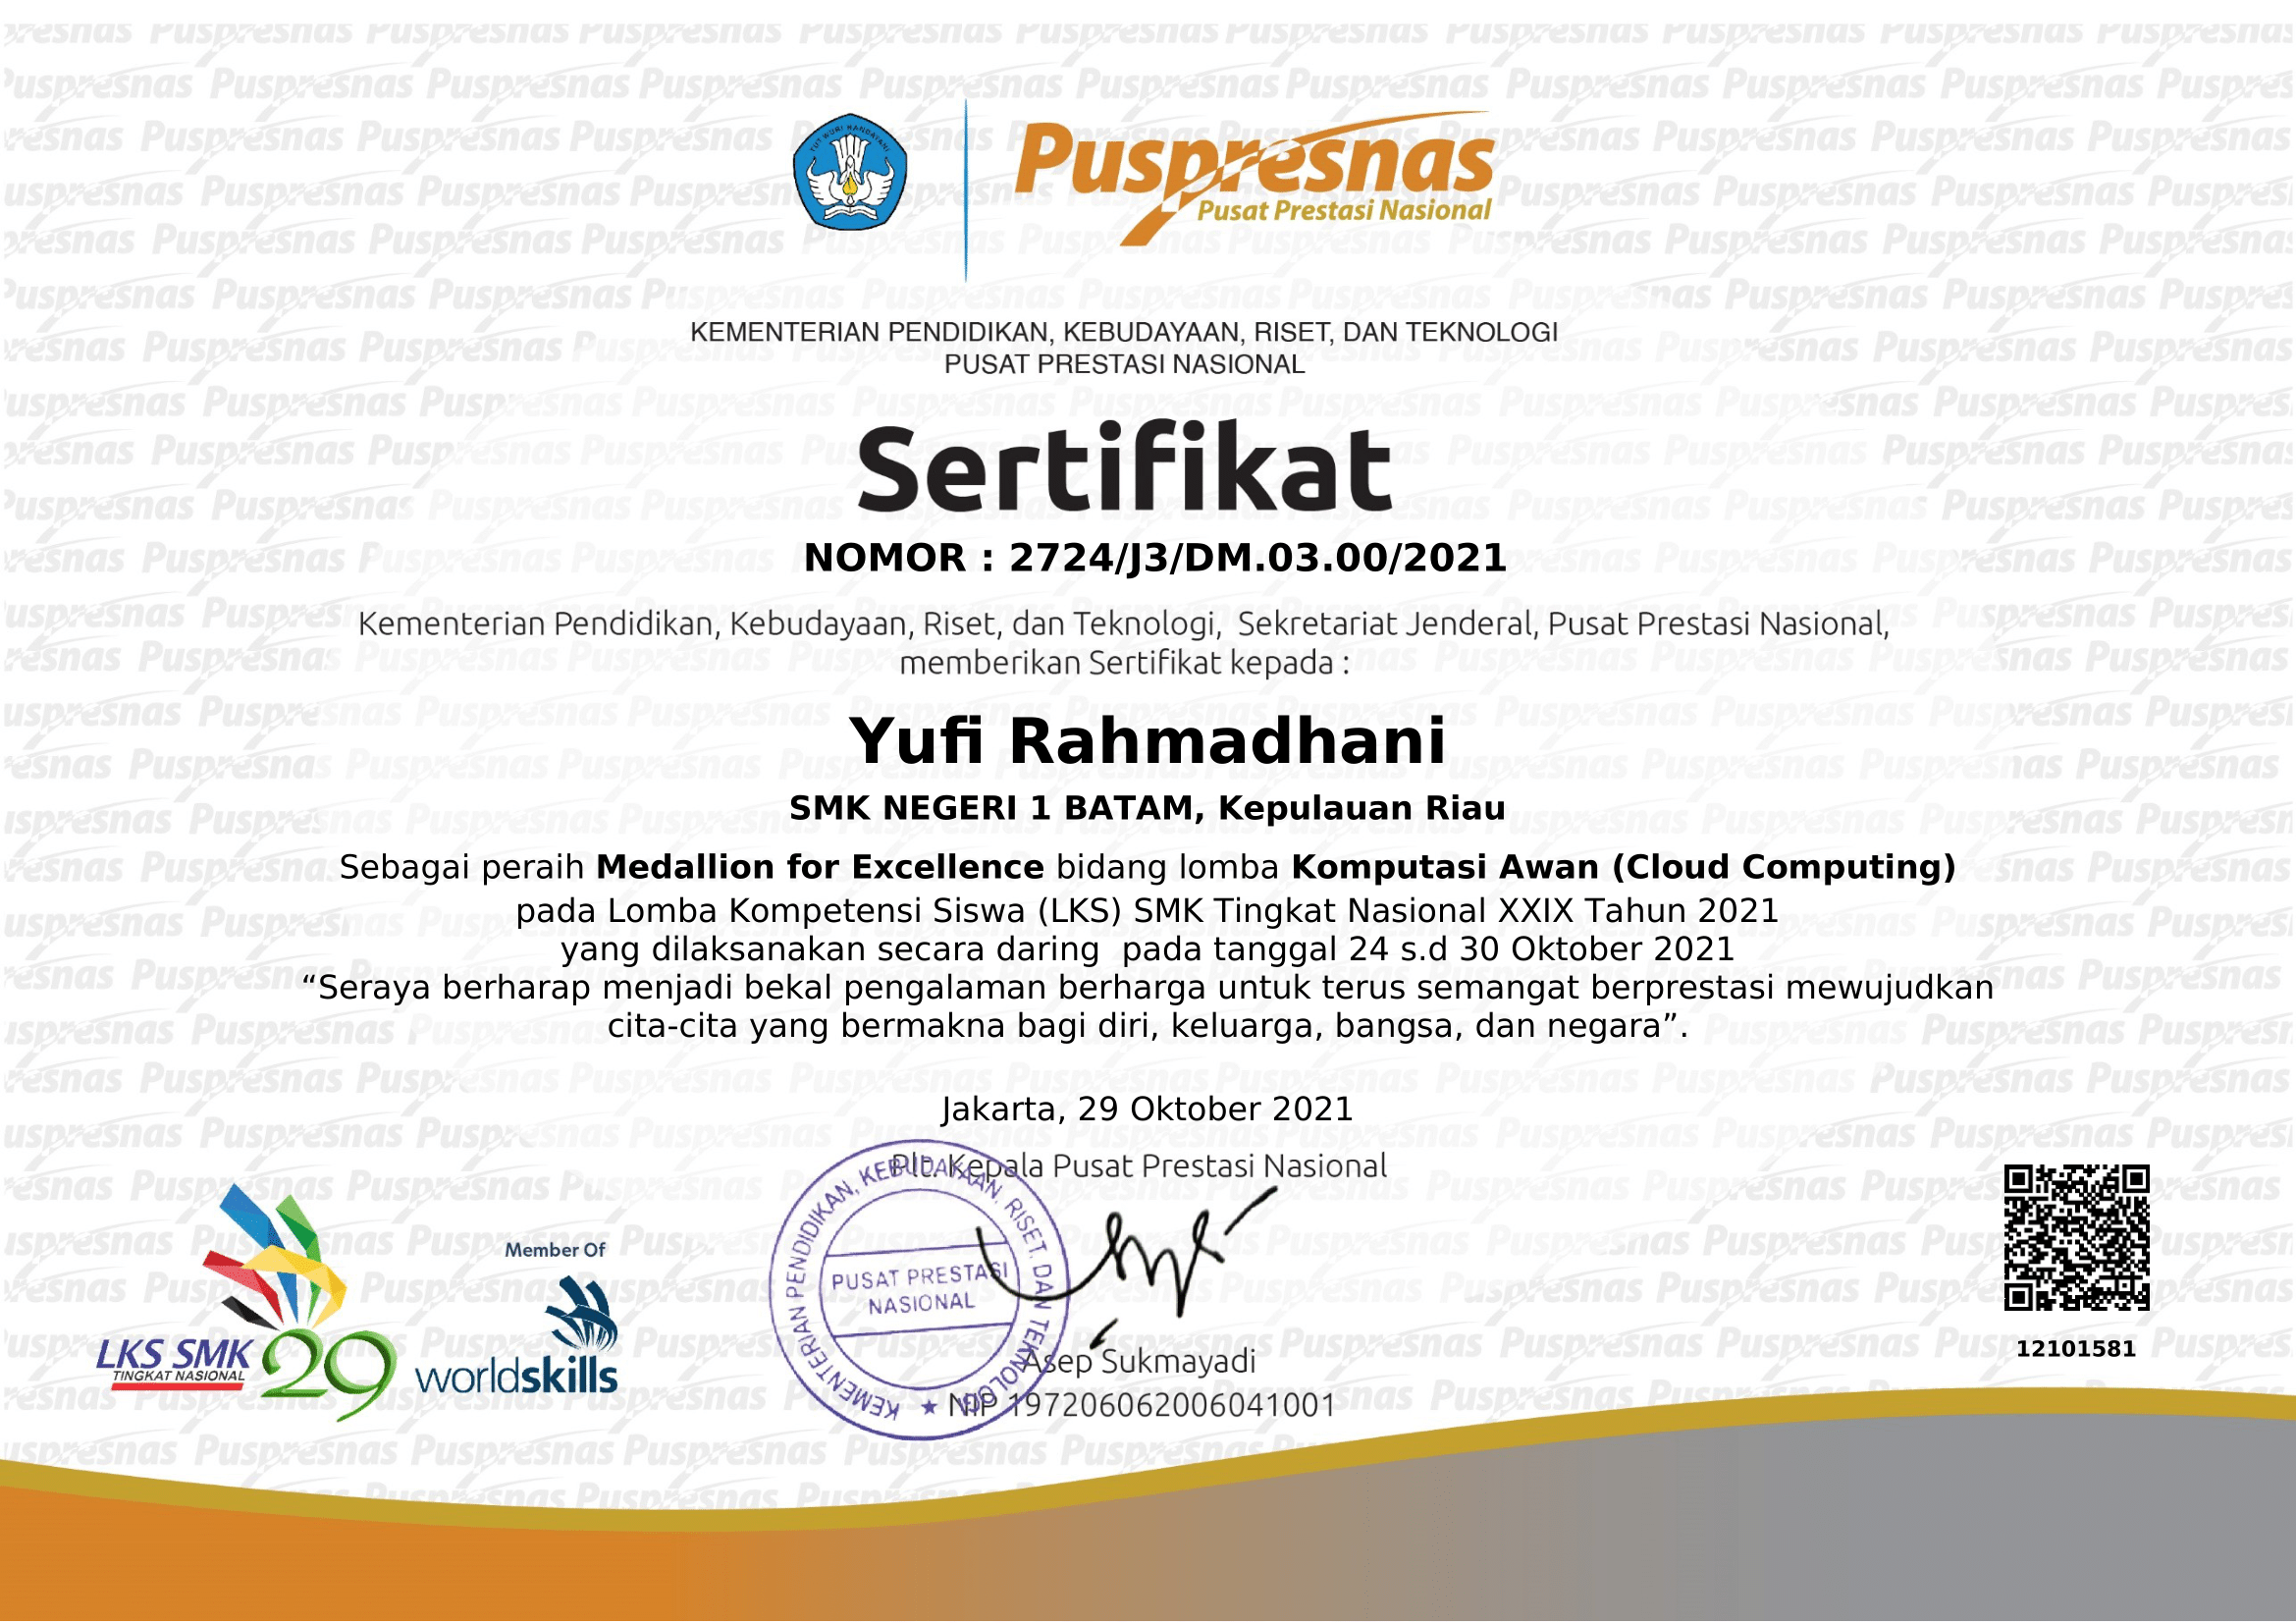 TUT WURI HANDAYANI
Puspresnas
Pusat Prestasi Nasional
KEMENTERIAN PENDIDIKAN, KEBUDAYAAN, RISET, DAN TEKNOLOGI
PUSAT PRESTASI NASIONAL
Sertifikat
NOMOR : 2724/J3/DM.03.00/2021
Kementerian Pendidikan, Kebudayaan, Riset, dan Teknologi, Sekretariat Jenderal, Pusat Prestasi Nasional,
memberikan Sertifikat kepada :
Yufi Rahmadhani
SMK NEGERI 1 BATAM, Kepulauan Riau
Sebagai peraih Medallion for Excellence bidang lomba Komputasi Awan (Cloud Computing)
pada Lomba Kompetensi Siswa (LKS) SMK Tingkat Nasional XXIX Tahun 2021
yang dilaksanakan secara daring pada tanggal 24 s.d 30 Oktober 2021
“Seraya berharap menjadi bekal pengalaman berharga untuk terus semangat berprestasi mewujudkan
cita-cita yang bermakna bagi diri, keluarga, bangsa, dan negara”.
Jakarta, 29 Oktober 2021
Plt. Kepala Pusat Prestasi Nasional
KEMENTERIAN PENDIDIKAN, KEBUDAYAAN, RISET, DAN TEKNOLOGI
PUSAT PRESTASI
NASIONAL
Asep Sukmayadi
NIP 197206062006041001
LKS SMK 29
TINGKAT NASIONAL
Member Of
worldskills
12101581